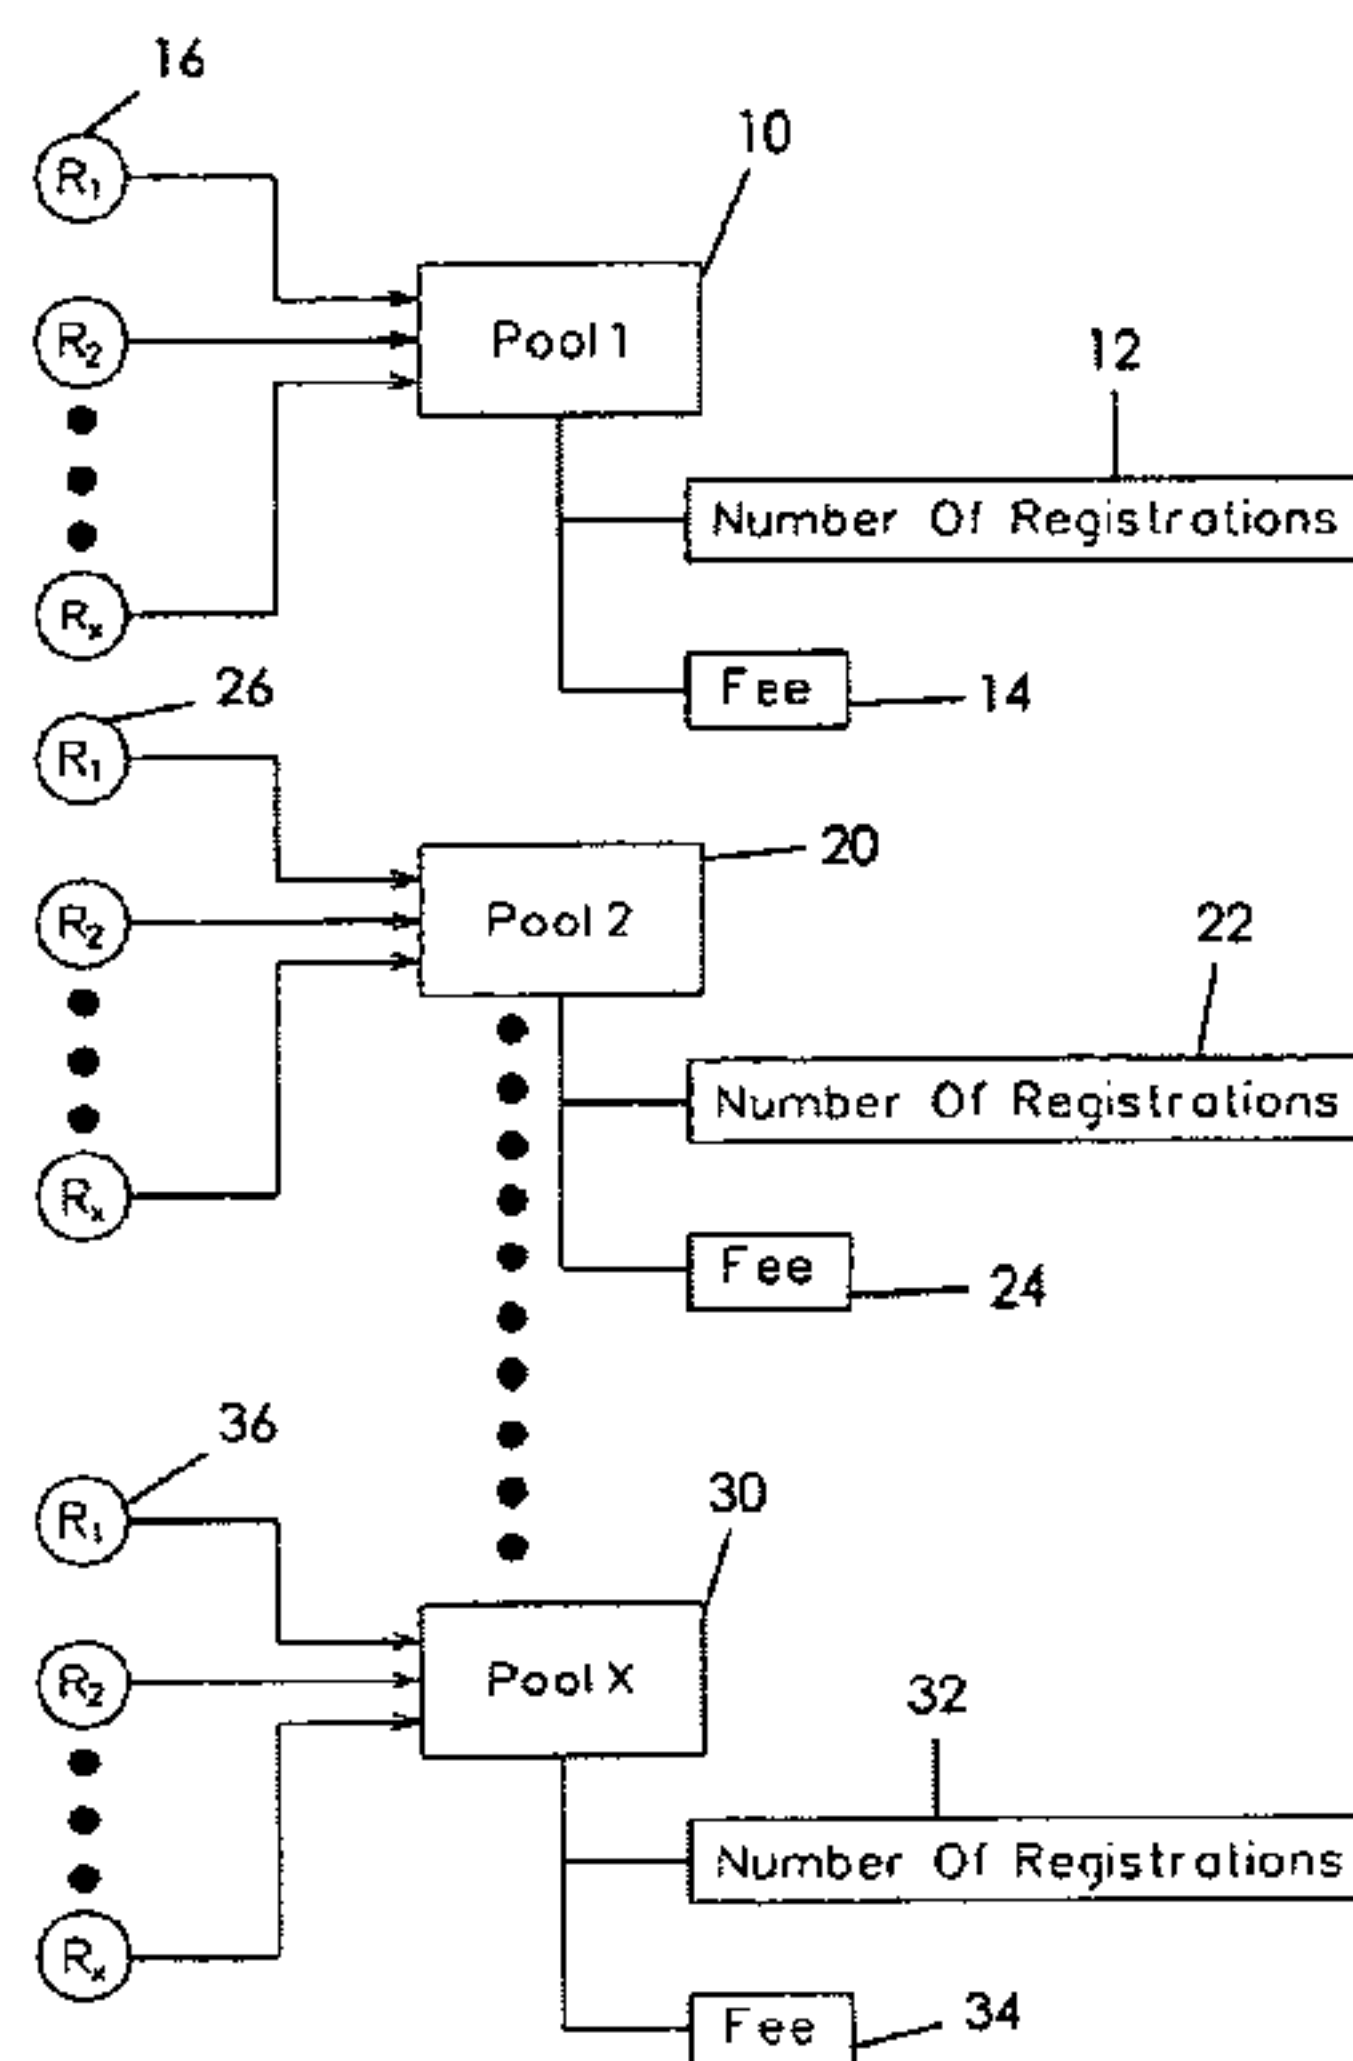 16
10
R1
R2
Pool 1
12
Number Of Registrations
Rx
Fee
14
26
R1
20
R2
Pool 2
22
Number Of Registrations
Rx
Fee
24
36
R1
30
R2
Pool X
32
Number Of Registrations
Rx
Fee
34